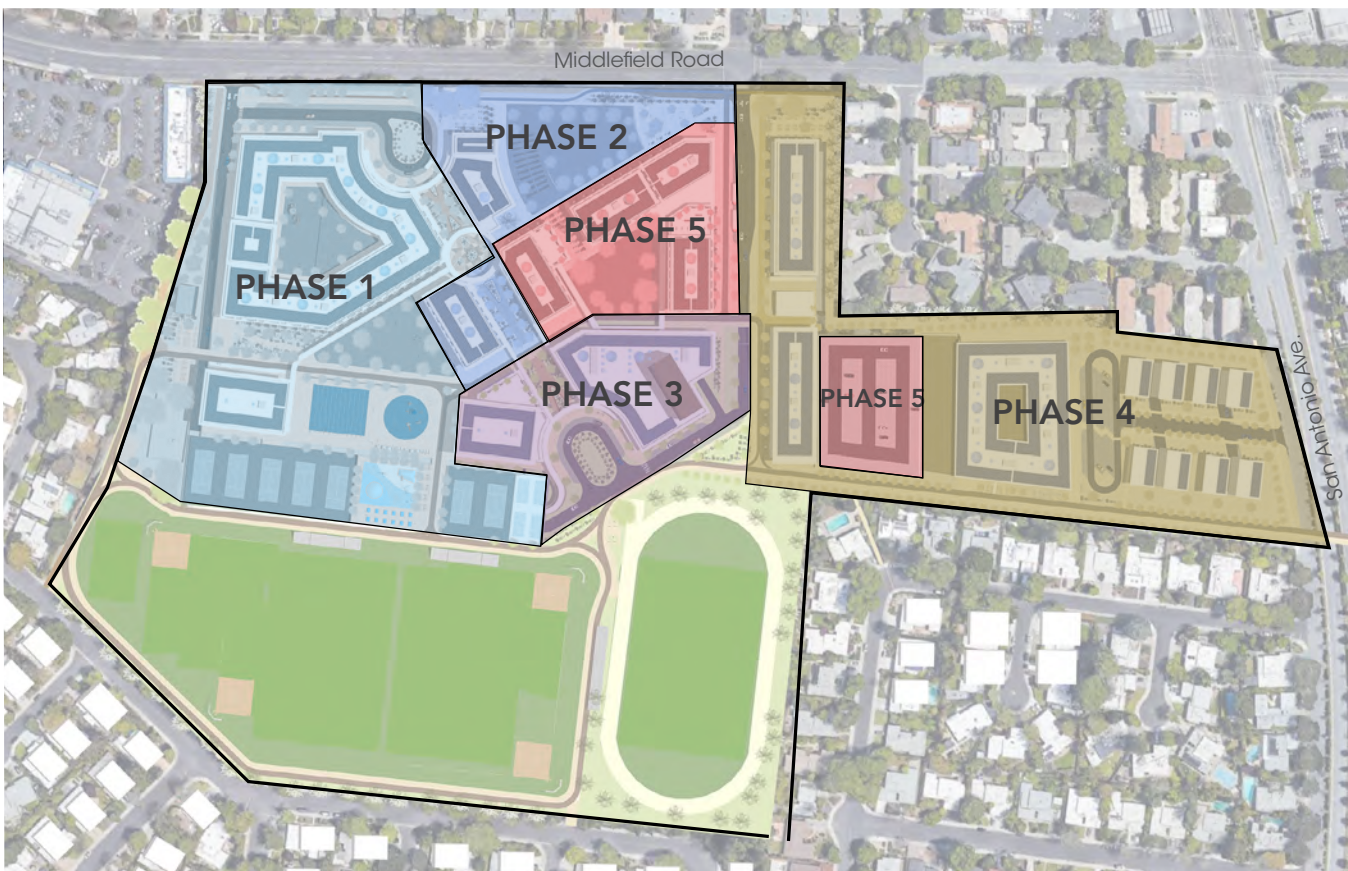 Middlefield Road
PHASE 2
PHASE 5
PHASE 1
PHASE 3
PHASE 5
PHASE 4
San Antonio Ave.